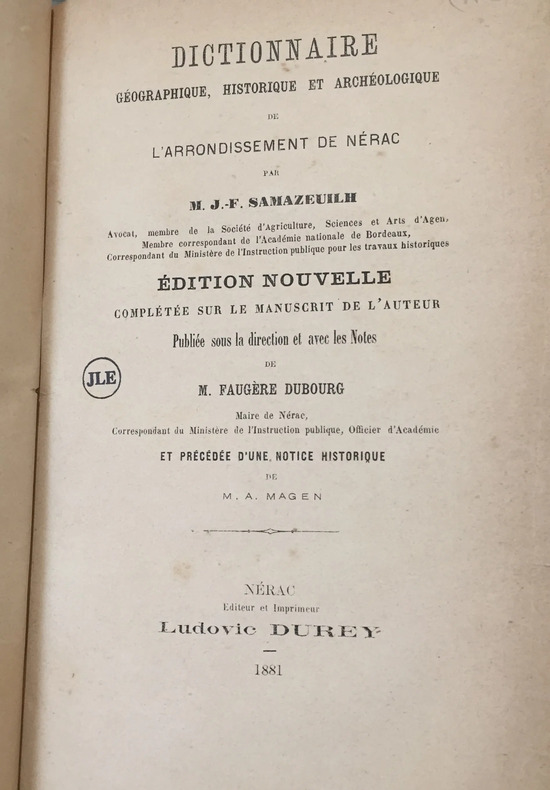 DICTIONNAIRE
GÉOGRAPHIQUE, HISTORIQUE ET ARCHÉOLOGIQUE
DE
L'ARRONDISSEMENT DE NÉRAC
PAR
M. J.-F. SAMAZEUILH
Avocat, membre de la Société d'Agriculture, Sciences et Arts d'Agen,
Membre correspondant de l'Académie nationale de Bordeaux,
Correspondant du Ministère de l'Instruction publique pour les travaux historiques
ÉDITION NOUVELLE
COMPLÉTÉE SUR LE MANUSCRIT DE L'AUTEUR
Publiée sous la direction et avec les Notes
DE
JLE
M. FAUGÈRE DUBOURG
Maire de Nérac,
Correspondant du Ministère de l'Instruction publique, Officier d'Académie
ET PRÉCÉDÉE D'UNE NOTICE HISTORIQUE
DE
M. A. MAGEN
NÉRAC
Editeur et Imprimeur
Ludovic DUREY
1881